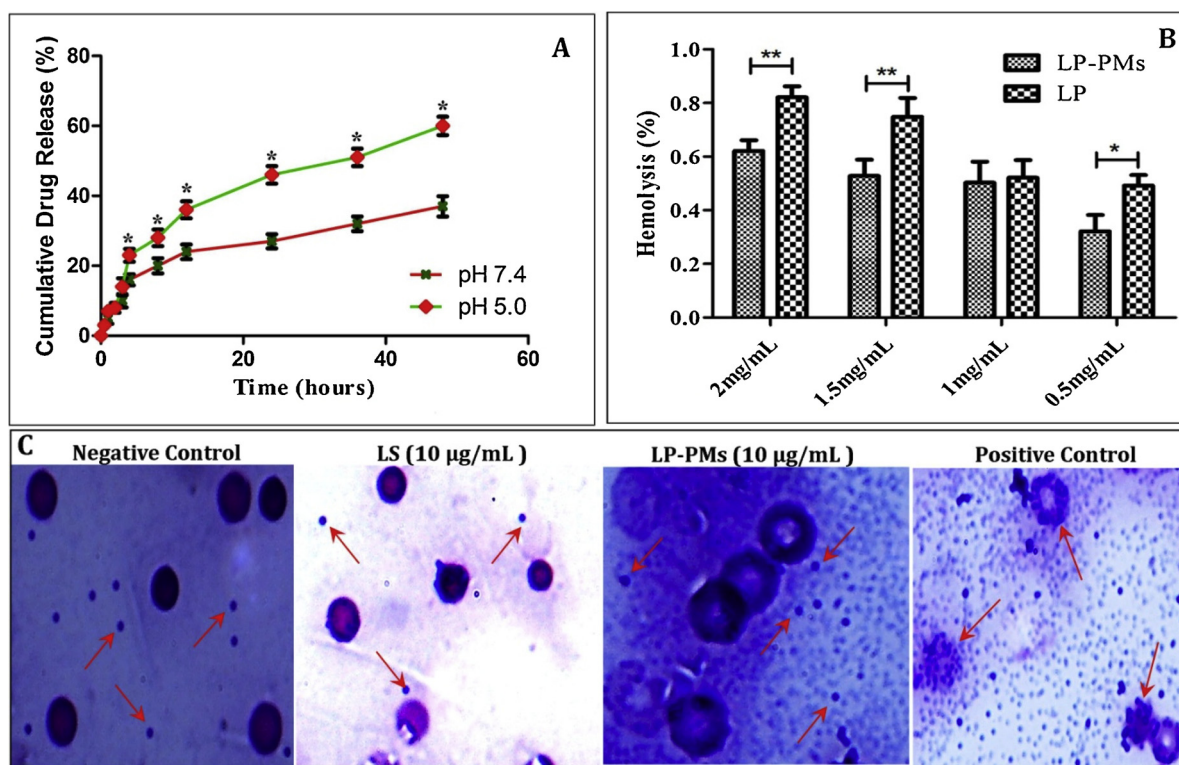 A
Cumulative Drug Release (%)
80
60
40
20
0
0
20
40
60
Time (hours)
*
*
*
*
*
*
pH 7.4
pH 5.0
B
Hemolysis (%)
1.0
0.8
0.6
0.4
0.2
0.0
**
**
*
LP-PMs
LP
2mg/mL
1.5mg/mL
1mg/mL
0.5mg/mL
C
Negative Control
LS (10 µg/mL )
LP-PMs (10 µg/mL )
Positive Control